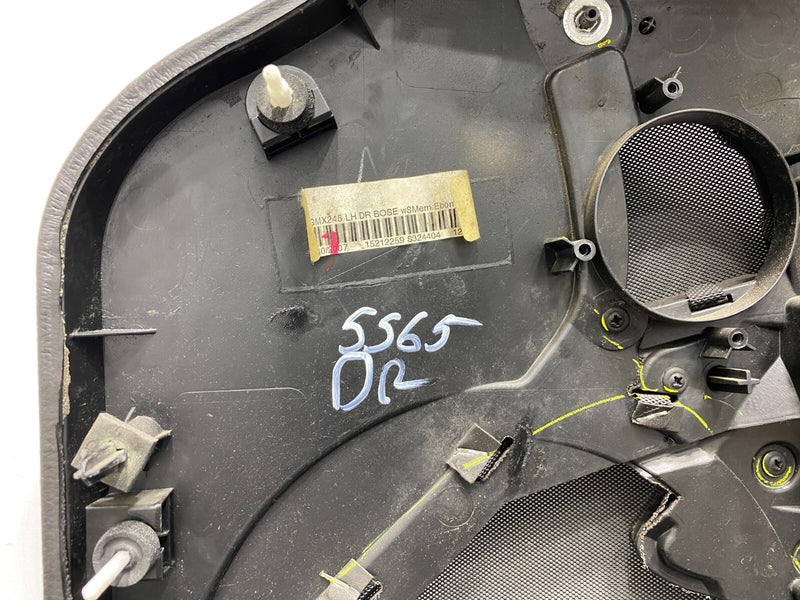 GMX245 LH DR BOSE w8Mem Ebon
15212259 S324404 12
5565
DR